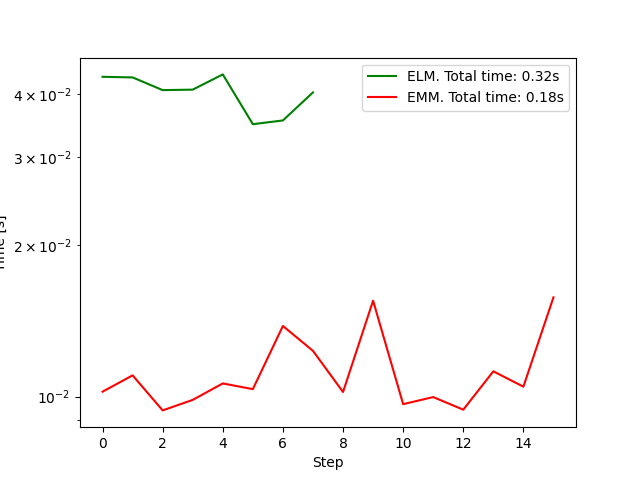 ELM. Total time: 0.32s
EMM. Total time: 0.18s
4 × 10⁻²
3 × 10⁻²
2 × 10⁻²
10⁻²
[s]
0 2 4 6 8 10 12 14
Step